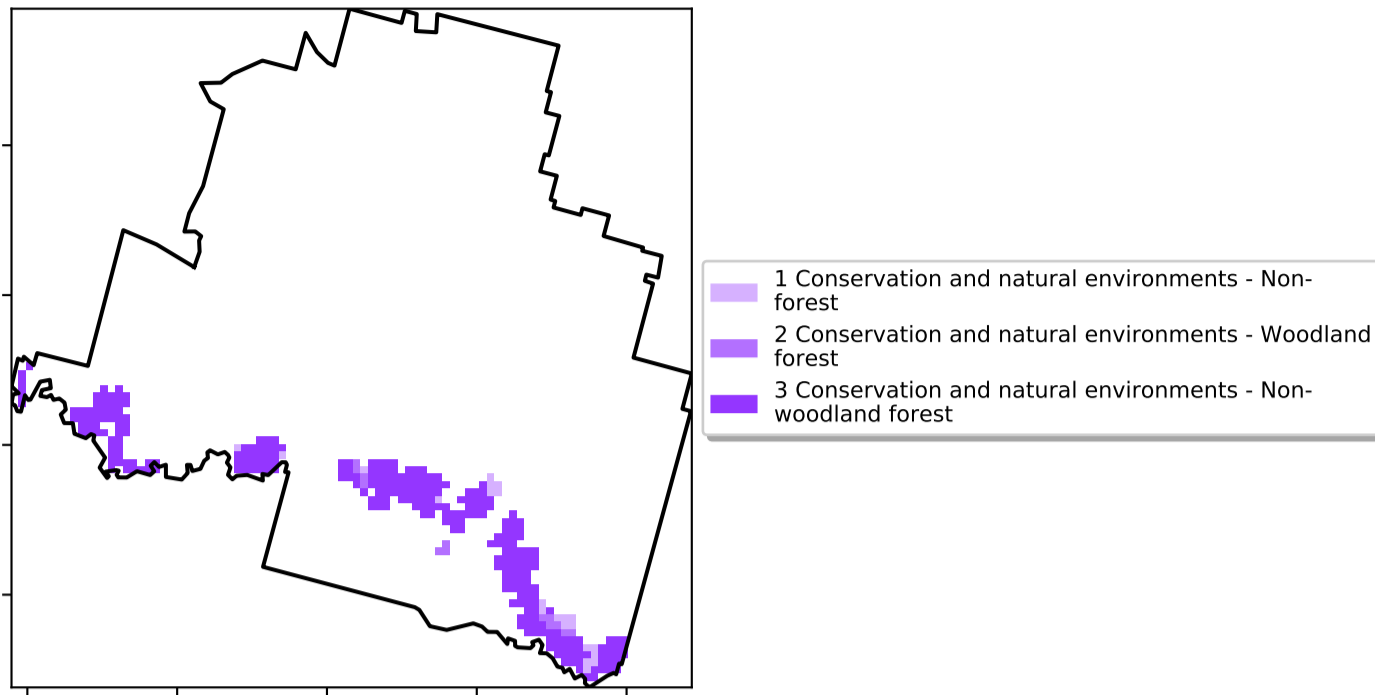 1 Conservation and natural environments - Non-
forest
2 Conservation and natural environments - Woodland
forest
3 Conservation and natural environments - Non-
woodland forest